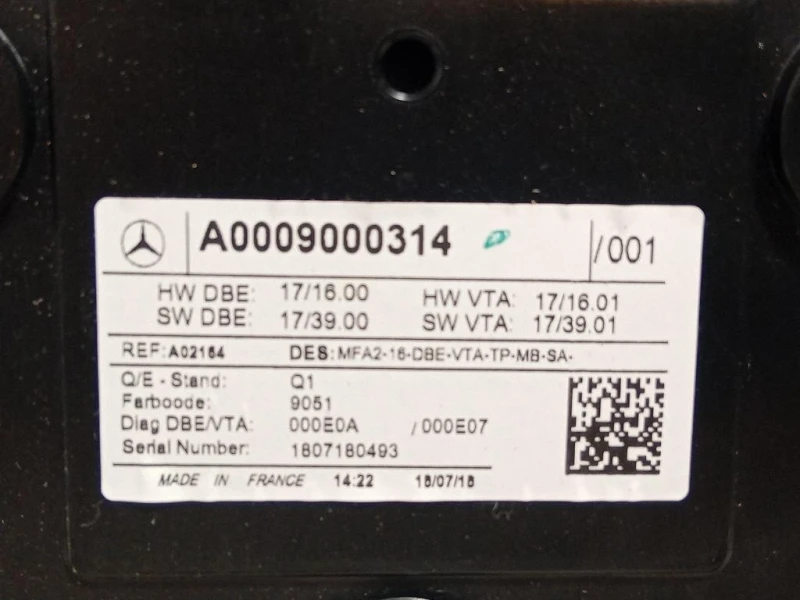 A0009000314 /001
HW DBE: 17/16.00 HW VTA: 17/16.01
SW DBE: 17/39.00 SW VTA: 17/39.01
REF: A02164 DES: MFA2-16-DBE-VTA-TP-MB-SA-
Q/E - Stand: Q1
Farbcode: 9051
Diag DBE/VTA: 000E0A /000E07
Serial Number: 1807180493
MADE IN FRANCE 14:22 18/07/18